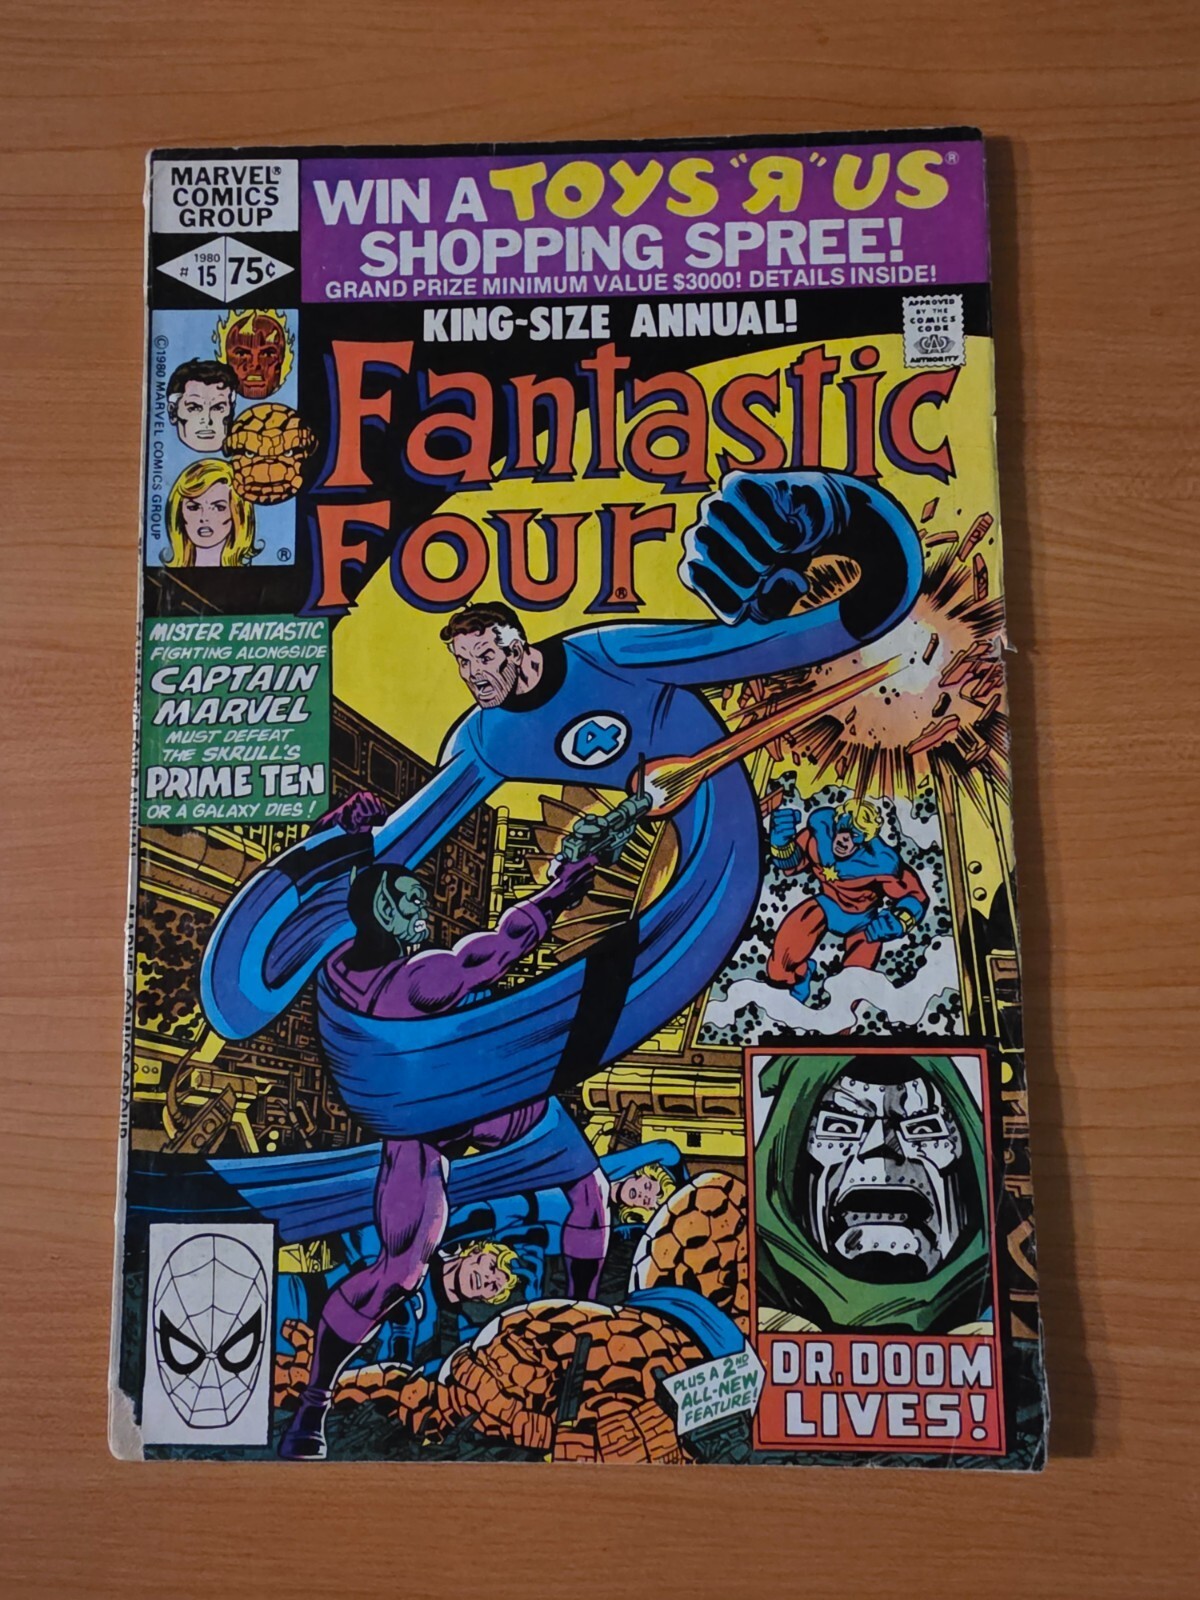 MARVEL®
COMICS
GROUP
1980
# 15 75¢
WIN A TOYS "R" US®
SHOPPING SPREE!
GRAND PRIZE MINIMUM VALUE $3000! DETAILS INSIDE!
KING-SIZE ANNUAL!
APPROVED
BY THE
COMICS
CODE
CA
AUTHORITY
Fantastic
Four®
©1980 MARVEL COMICS GROUP
®
MISTER FANTASTIC
FIGHTING ALONGSIDE
CAPTAIN
MARVEL
MUST DEFEAT
THE SKRULL'S
PRIME TEN
OR A GALAXY DIES!
4
PLUS A 2ND
ALL-NEW
FEATURE!
DR. DOOM
LIVES!